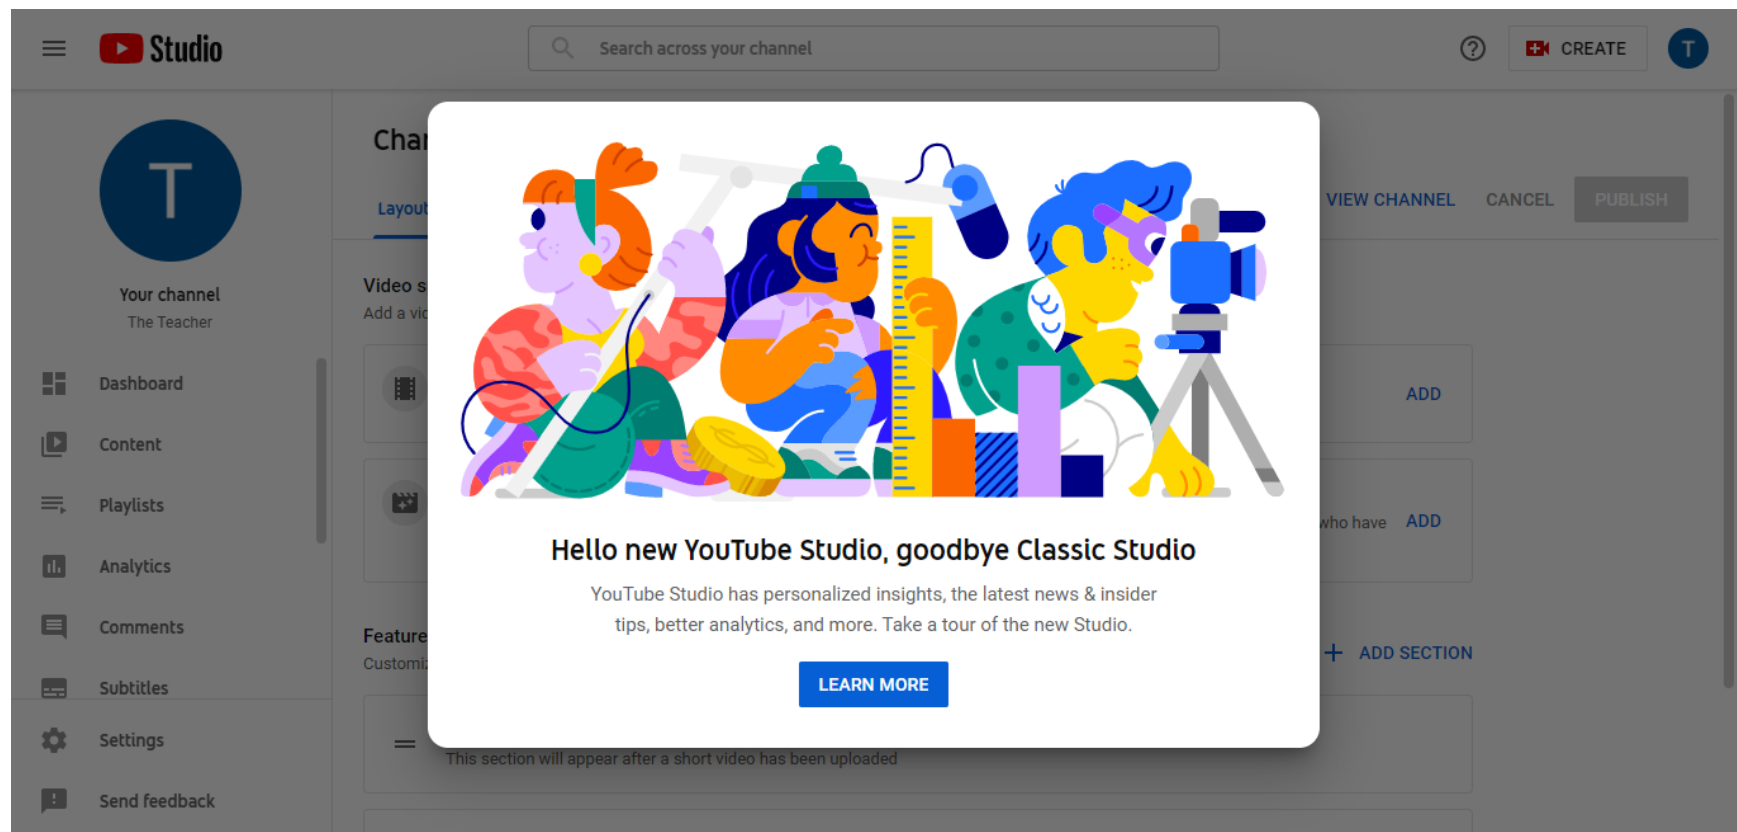 Studio
Search across your channel
CREATE
T
T
Your channel
The Teacher
Dashboard
Content
Playlists
Analytics
Comments
Subtitles
Settings
Send feedback
Layout
VIEW CHANNEL
CANCEL
PUBLISH
Video
Add a
ADD
who have
ADD
ADD SECTION
Hello new YouTube Studio, goodbye Classic Studio
YouTube Studio has personalized insights, the latest news & insider
tips, better analytics, and more. Take a tour of the new Studio.
LEARN MORE
This section will appear after a short video has been uploaded